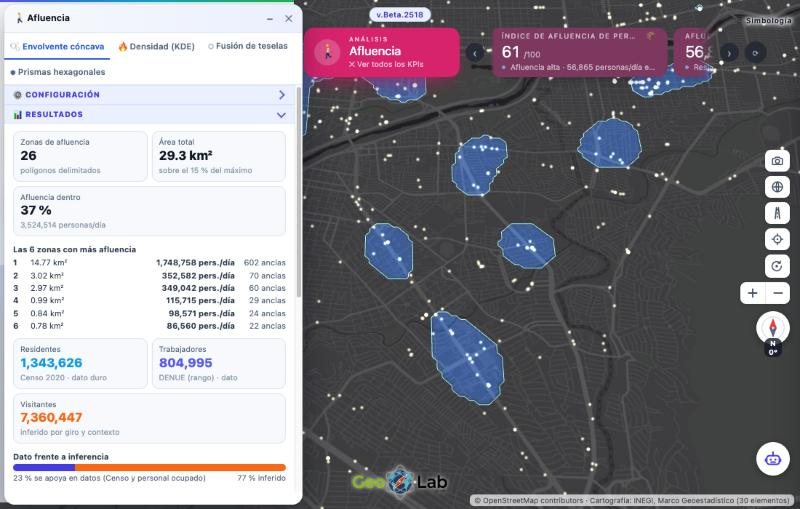 Afluencia
Envolvente cóncava
Densidad (KDE)
Fusión de teselas
Prismas hexagonales
CONFIGURACIÓN
RESULTADOS
Zonas de afluencia
26
polígonos delimitados
Área total
29.3 km²
sobre el 15 % del máximo
Afluencia dentro
37 %
3,524,514 personas/día
Las 6 zonas con más afluencia
1 14.77 km² 1,748,758 pers./día 602 anclas
2 3.02 km² 352,582 pers./día 70 anclas
3 2.97 km² 349,042 pers./día 60 anclas
4 0.99 km² 115,715 pers./día 29 anclas
5 0.84 km² 98,571 pers./día 24 anclas
6 0.78 km² 86,560 pers./día 22 anclas
Residentes
1,343,626
Censo 2020 · dato duro
Trabajadores
804,995
DENUE (rango) · dato
Visitantes
7,360,447
inferido por giro y contexto
Dato frente a inferencia
23 % se apoya en datos (Censo y personal ocupado) 77 % inferido
v.Beta.2518
Simbología
ANÁLISIS
Afluencia
Ver todos los KPIs
ÍNDICE DE AFLUENCIA DE PER...
61 /100
Afluencia alta · 56,865 personas/día e...
AFLU
56,
Res
N
0°
GeoLab
© OpenStreetMap contributors - Cartografía: INEGI, Marco Geoestadístico (30 elementos)